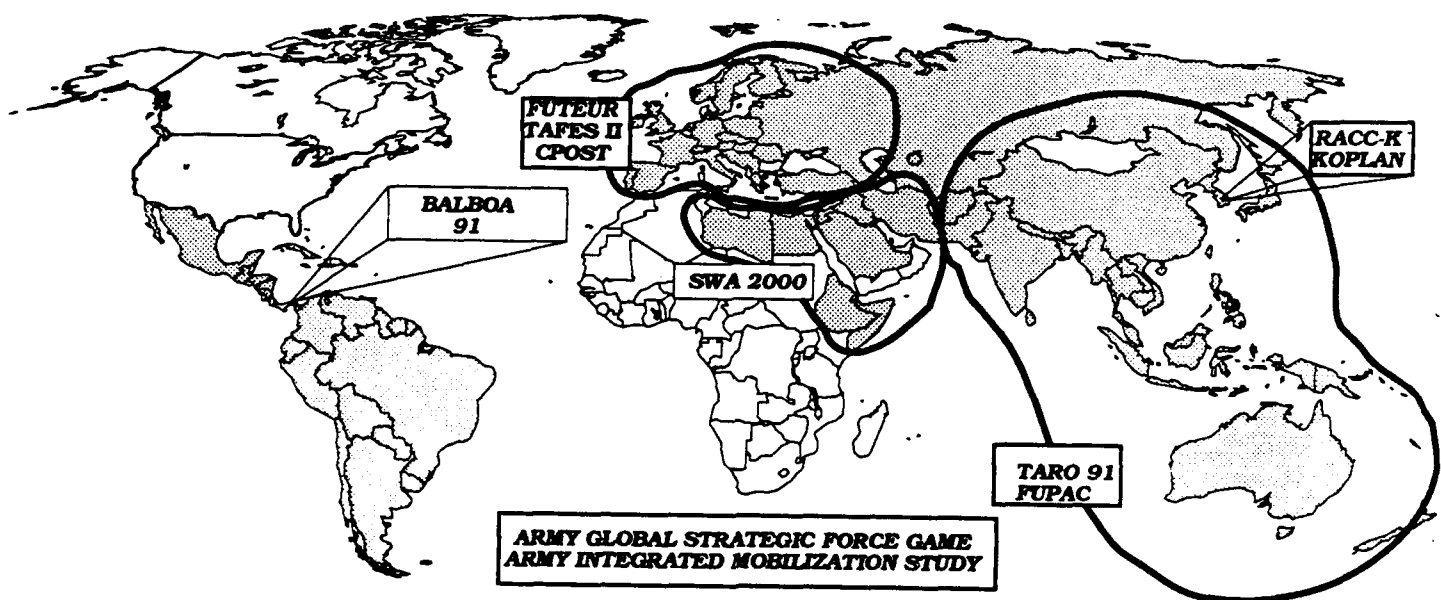 FUTEUR
TAFES II
CPOST
RACC-K
KOPLAN
BALBOA
91
SWA 2000
TARO 91
FUPAC
ARMY GLOBAL STRATEGIC FORCE GAME
ARMY INTEGRATED MOBILIZATION STUDY